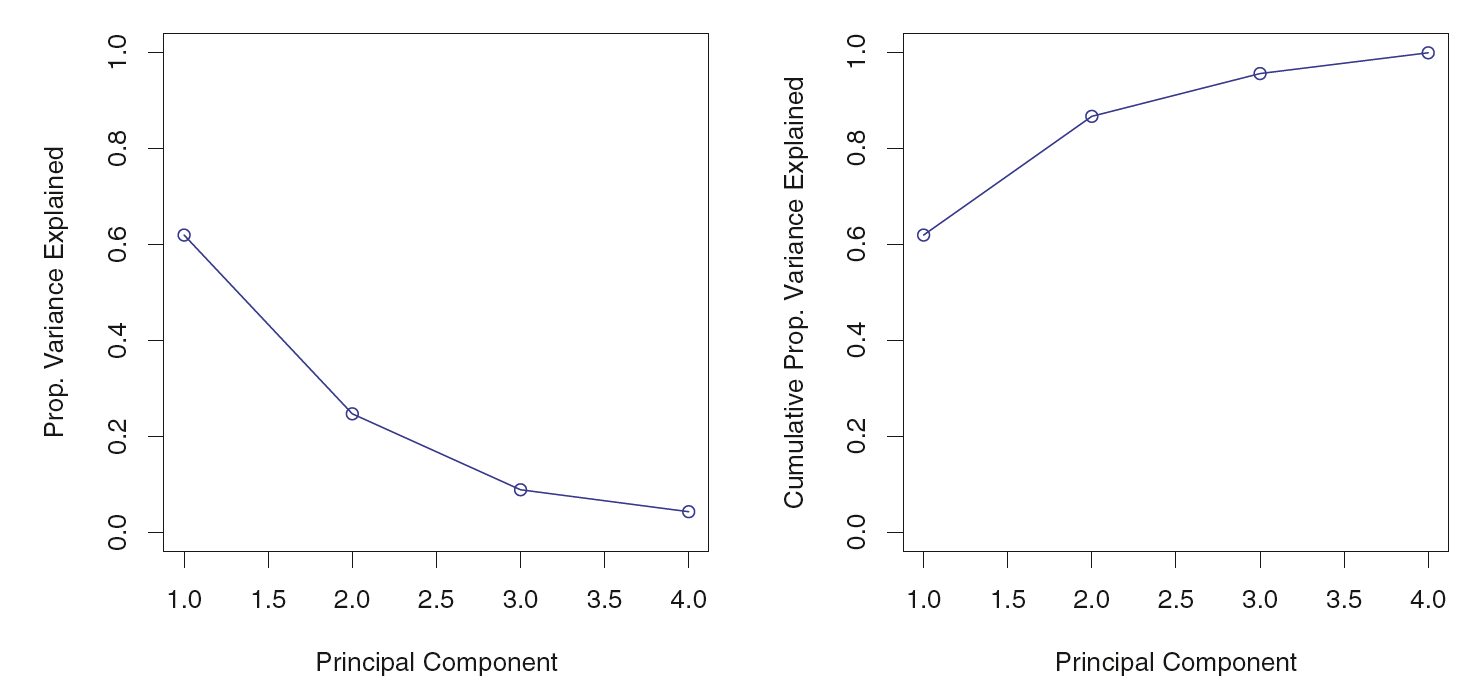 Prop. Variance Explained
1.0
0.8
0.6
0.4
0.2
0.0
1.0 1.5 2.0 2.5 3.0 3.5 4.0
Principal Component
Cumulative Prop. Variance Explained
1.0
0.8
0.6
0.4
0.2
0.0
1.0 1.5 2.0 2.5 3.0 3.5 4.0
Principal Component